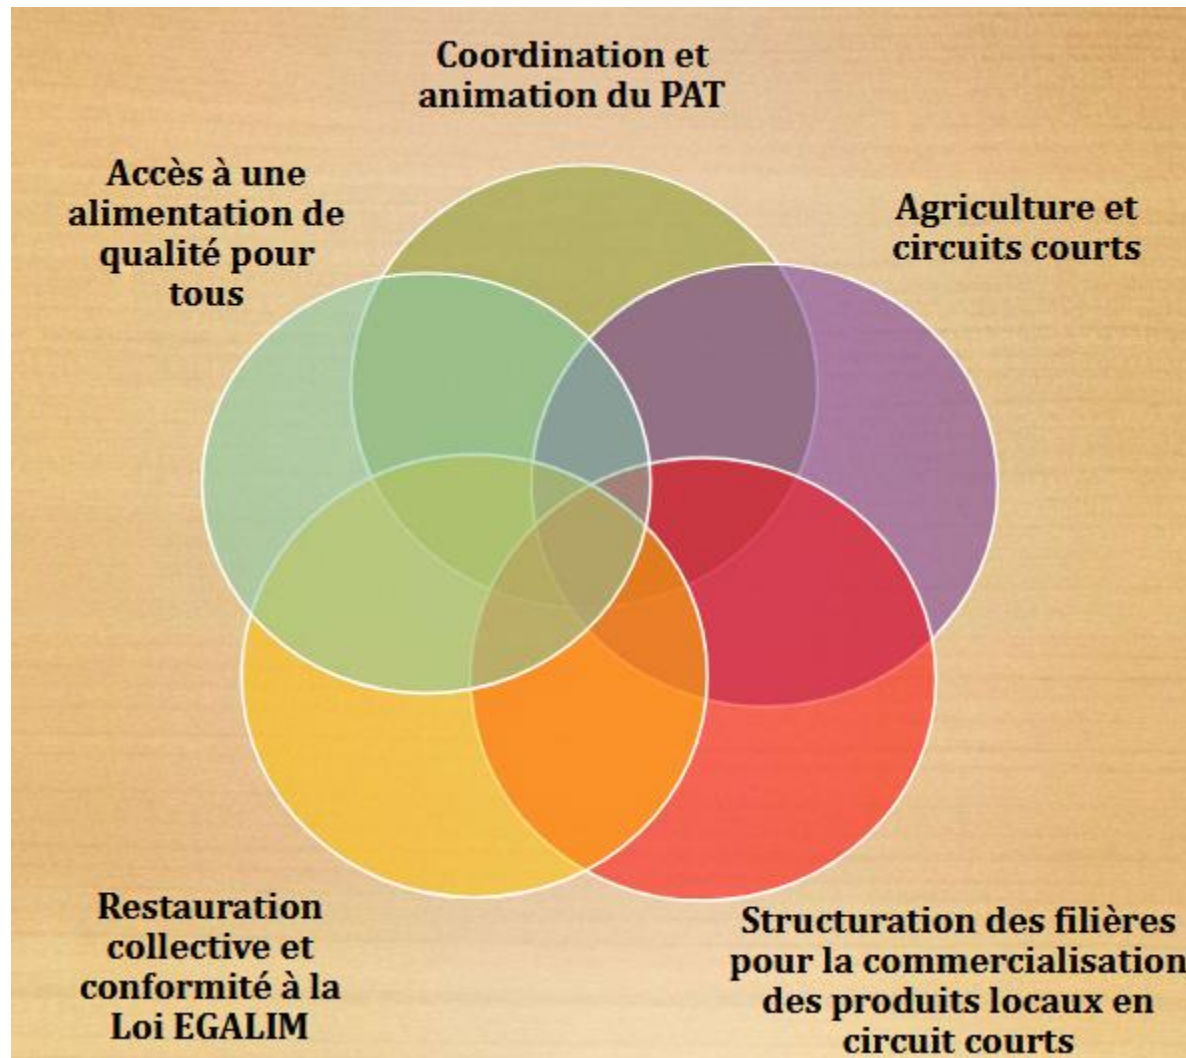 Coordination et
animation du PAT
Accès à une
alimentation de
qualité pour
tous
Agriculture et
circuits courts
Restauration
collective et
conformité à la
Loi EGALIM
Structuration des filières
pour la commercialisation
des produits locaux en
circuit courts